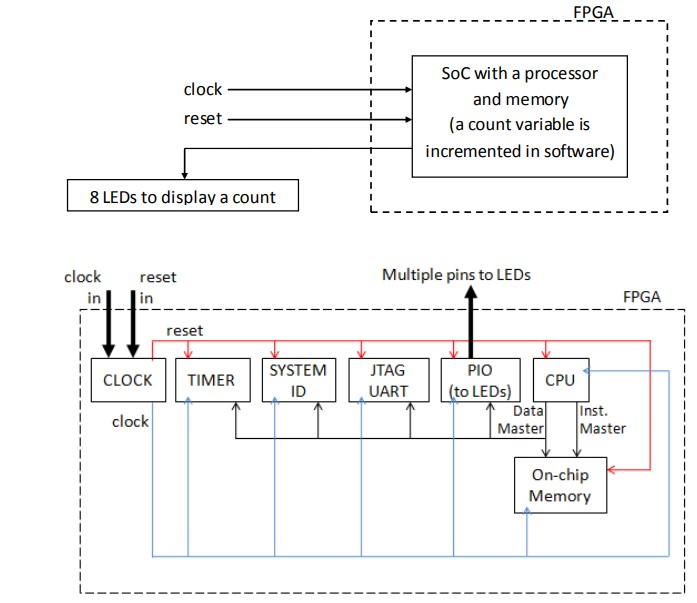 FPGA
SoC with a processor
and memory
(a count variable is
incremented in software)
clock
reset
8 LEDs to display a count
clock
in
reset
in
Multiple pins to LEDs
FPGA
reset
CLOCK
TIMER
SYSTEM
ID
JTAG
UART
PIO
(to LEDs)
CPU
clock
Data
Master
Inst.
Master
On-chip
Memory